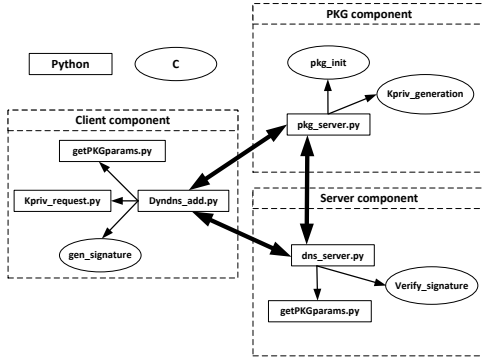 PKG component
Python
C
pkg_init
Kpriv_generation
pkg_server.py
Client component
getPKGparams.py
Kpriv_request.py
Dyndns_add.py
gen_signature
Server component
dns_server.py
Verify_signature
getPKGparams.py